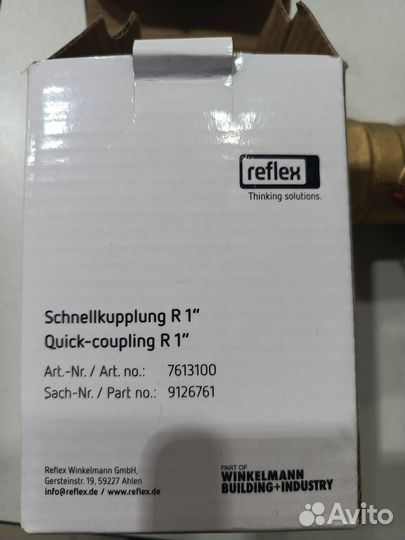 reflex
Thinking solutions.
Schnellkupplung R 1"
Quick-coupling R 1"
Art.-Nr. / Art. no.: 7613100
Sach-Nr. / Part no.: 9126761
Reflex Winkelmann GmbH,
Gersteinstr. 19, 59227 Ahlen
info@reflex.de / www.reflex.de
PART OF
WINKELMANN
BUILDING+INDUSTRY
Avito